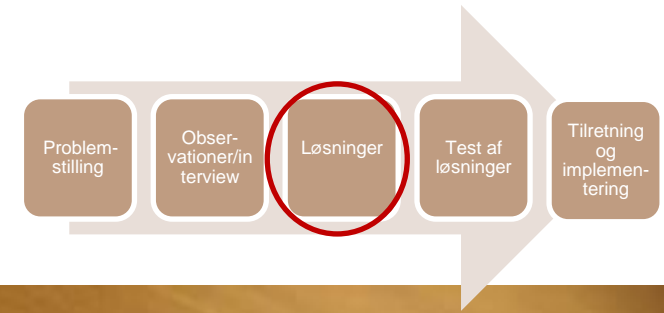 Problem-
stilling
Obser-
vationer/in
terview
Løsninger
Test af
løsninger
Tilretning
og
implemen-
tering